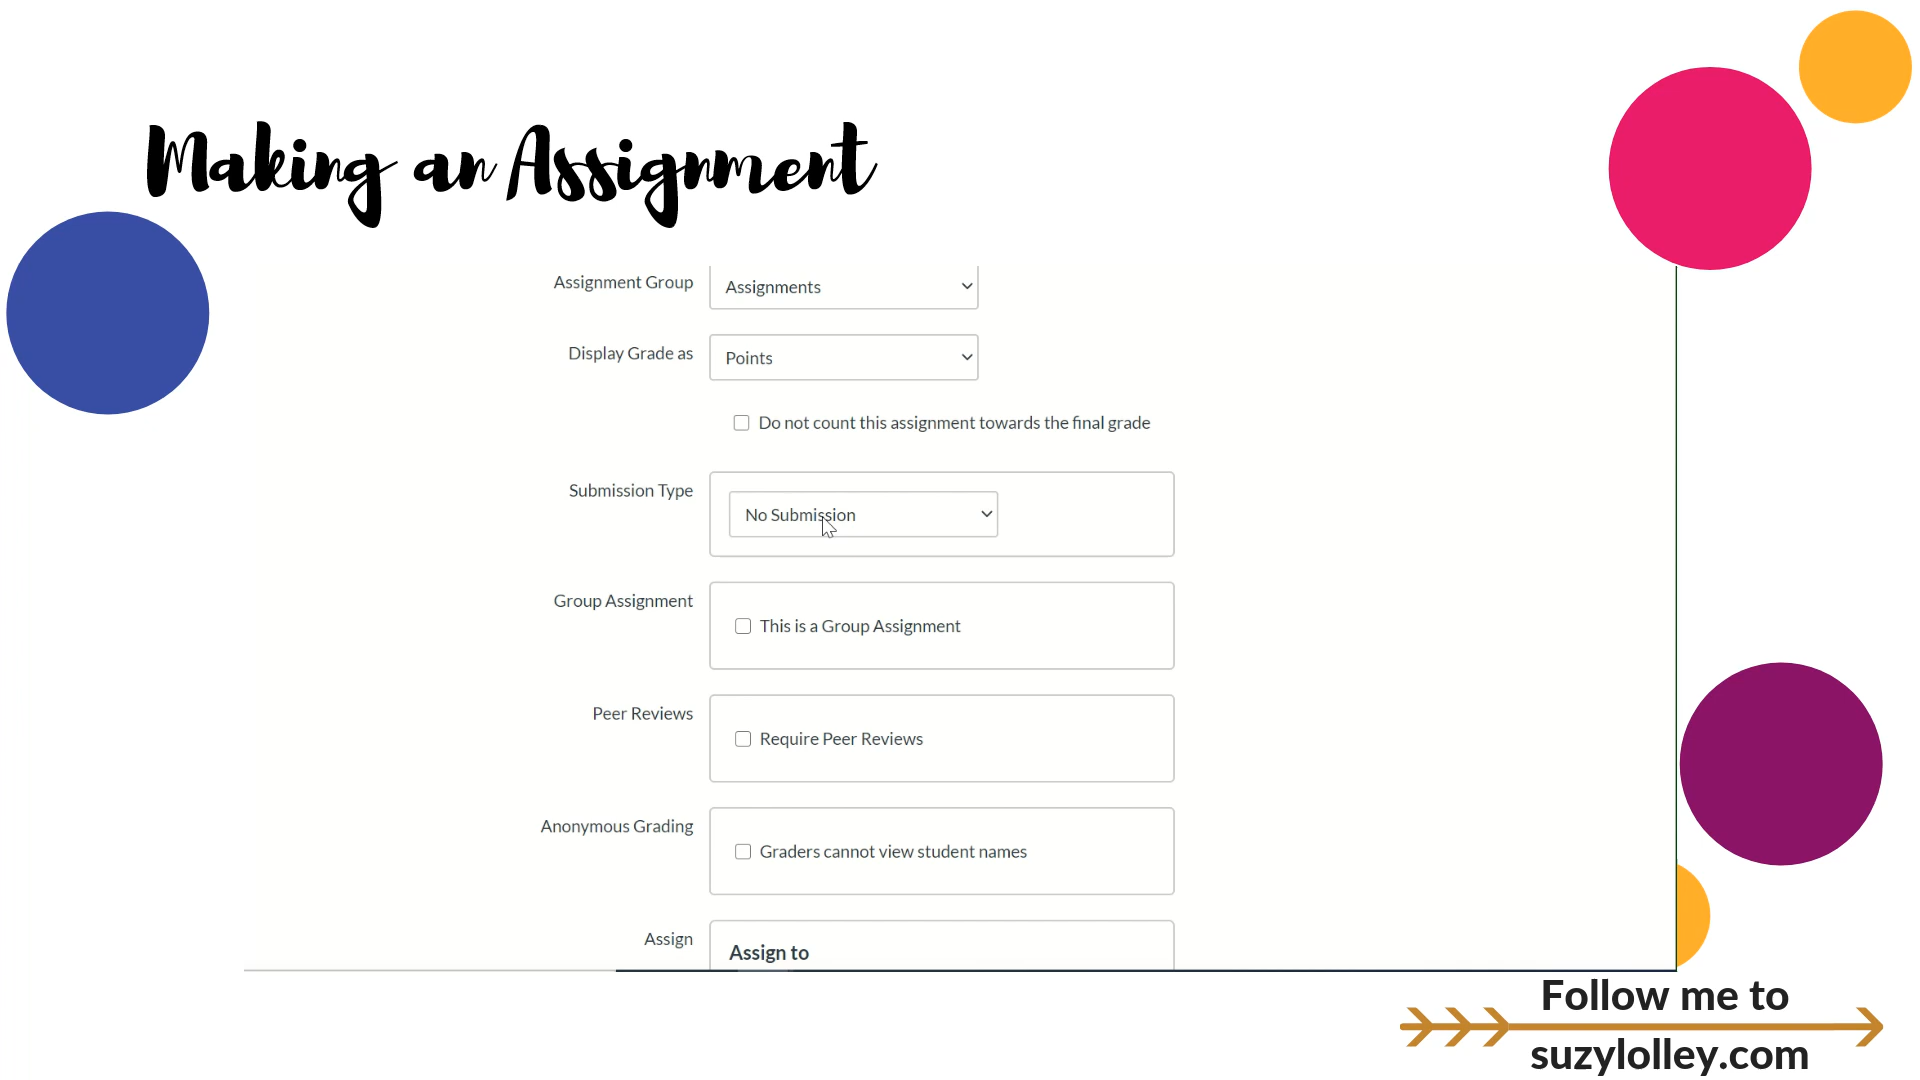 Making an Assignment
Assignment Group
Assignments
Display Grade as
Points
Do not count this assignment towards the final grade
Submission Type
No Submission
Group Assignment
This is a Group Assignment
Peer Reviews
Require Peer Reviews
Anonymous Grading
Graders cannot view student names
Assign
Assign to
Follow me to
suzylolley.com